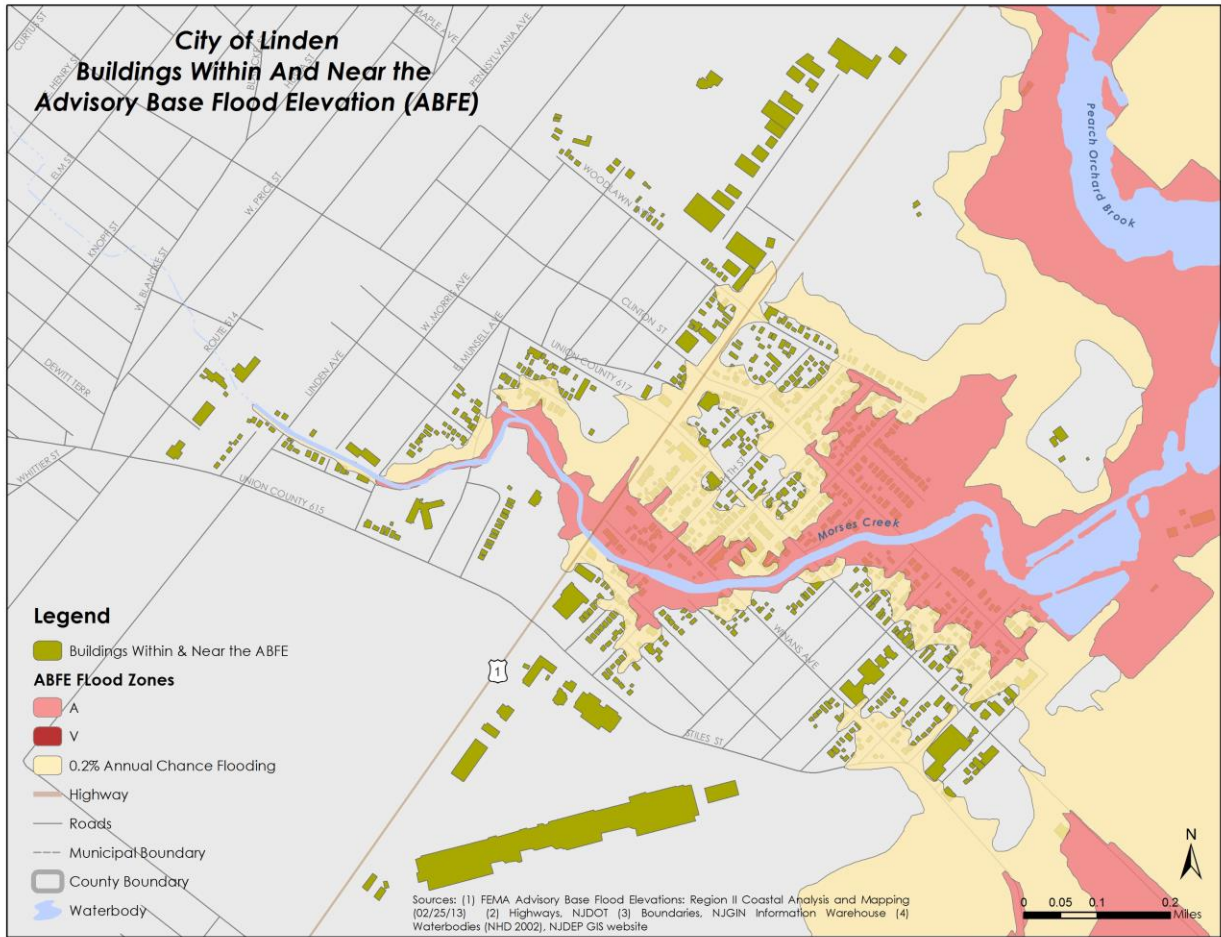 City of Linden
Buildings Within And Near the
Advisory Base Flood Elevation (ABFE)
CURTIS ST
HENRY ST
MAPLE AVE
PENNSYLVANIA AVE
ELM ST
KNOPF ST
W. BLANCKE ST
W. PRICE ST
ROUTE 614
DEWITT TERR
WHITTIER ST
LINDEN AVE
W. MORRIS AVE
E MUNSELL AVE
WOODLAWN
CLINTON ST
UNION COUNTY 617
UNION COUNTY 615
WINANS AVE
STILES ST
Pearch Orchard Brook
Morses Creek
1
Legend
Buildings Within & Near the ABFE
ABFE FLood Zones
A
V
0.2% Annual Chance Flooding
Highway
Roads
Municipal Boundary
County Boundary
Waterbody
Sources: (1) FEMA Advisory Base Flood Elevations: Region II Coastal Analysis and Mapping
(02/25/13) (2) Highways, NJDOT (3) Boundaries, NJGIN Information Warehouse (4)
Waterbodies (NHD 2002), NJDEP GIS website
N
0 0.05 0.1 0.2
Miles